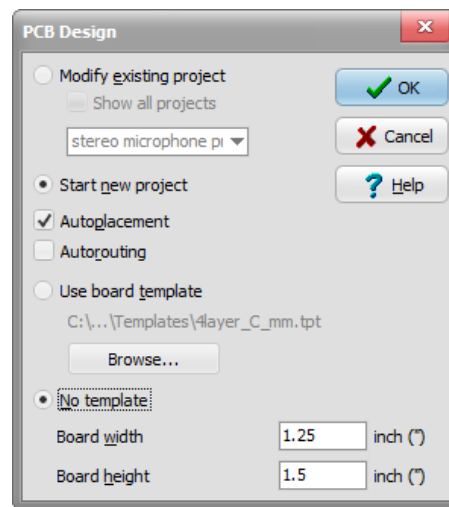 PCB Design
Modify existing project
Show all projects
stereo microphone pr
Start new project
Autoplacement
Autorouting
Use board template
C:\...\Templates\4layer_C_mm.tpt
Browse...
No template
Board width 1.25 inch (")
Board height 1.5 inch (")
OK
Cancel
Help